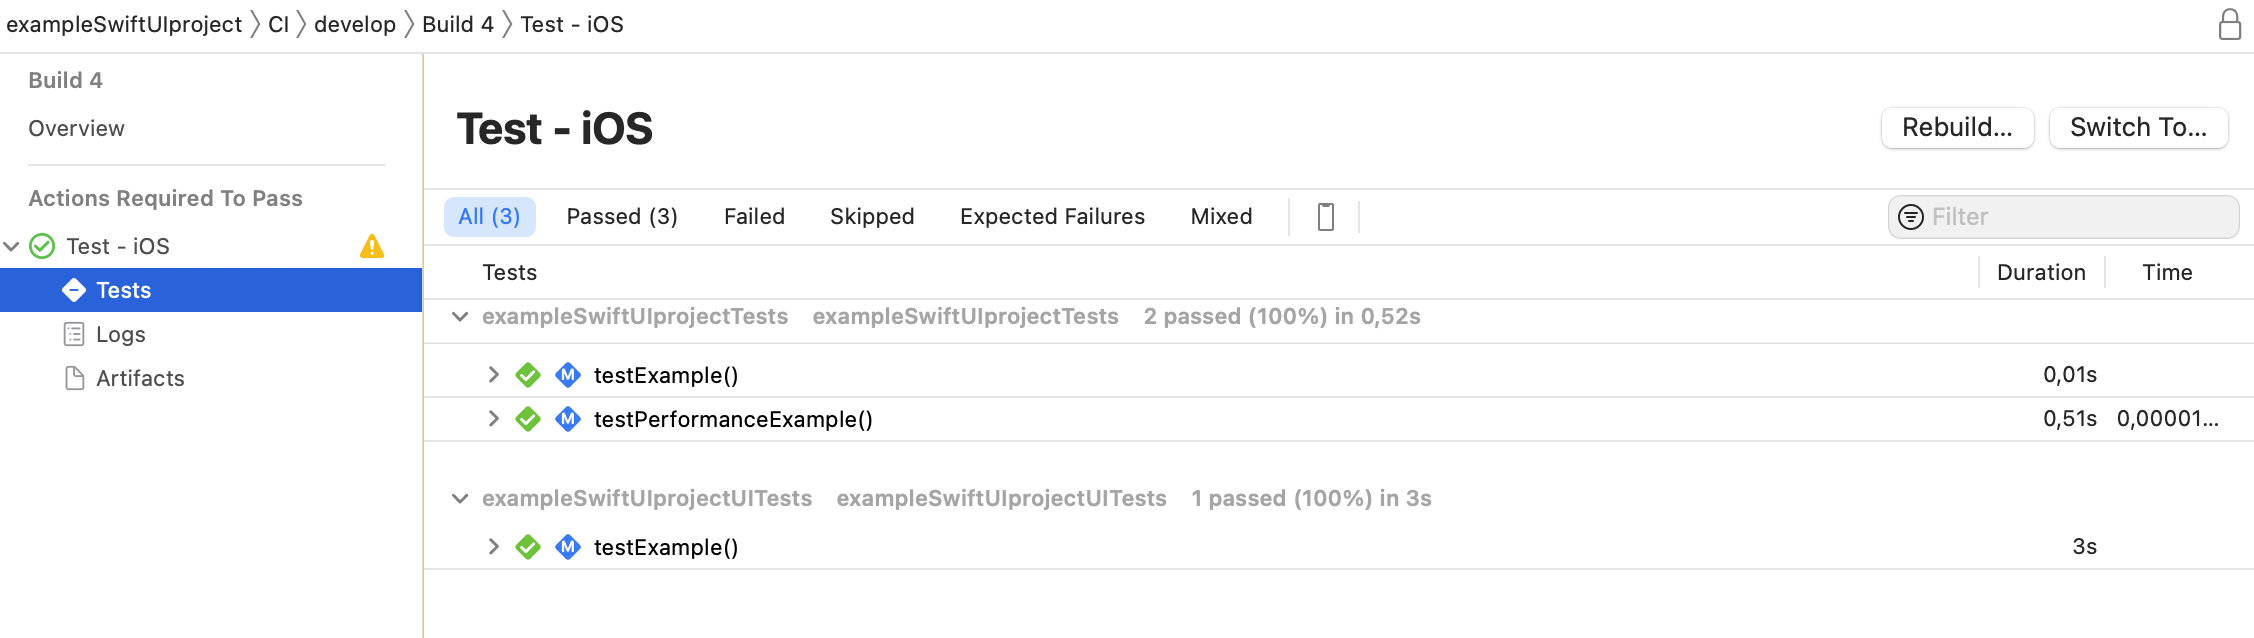 exampleSwiftUIproject 〉 CI 〉 develop 〉 Build 4 〉 Test - iOS
Build 4
Overview
Actions Required To Pass
Test - iOS
Tests
Logs
Artifacts
Test - iOS
Rebuild... Switch To...
All (3) Passed (3) Failed Skipped Expected Failures Mixed Filter
Tests Duration Time
exampleSwiftUIprojectTests exampleSwiftUIprojectTests 2 passed (100%) in 0,52s
M testExample() 0,01s
M testPerformanceExample() 0,51s 0,00001...
exampleSwiftUIprojectUITests exampleSwiftUIprojectUITests 1 passed (100%) in 3s
M testExample() 3s